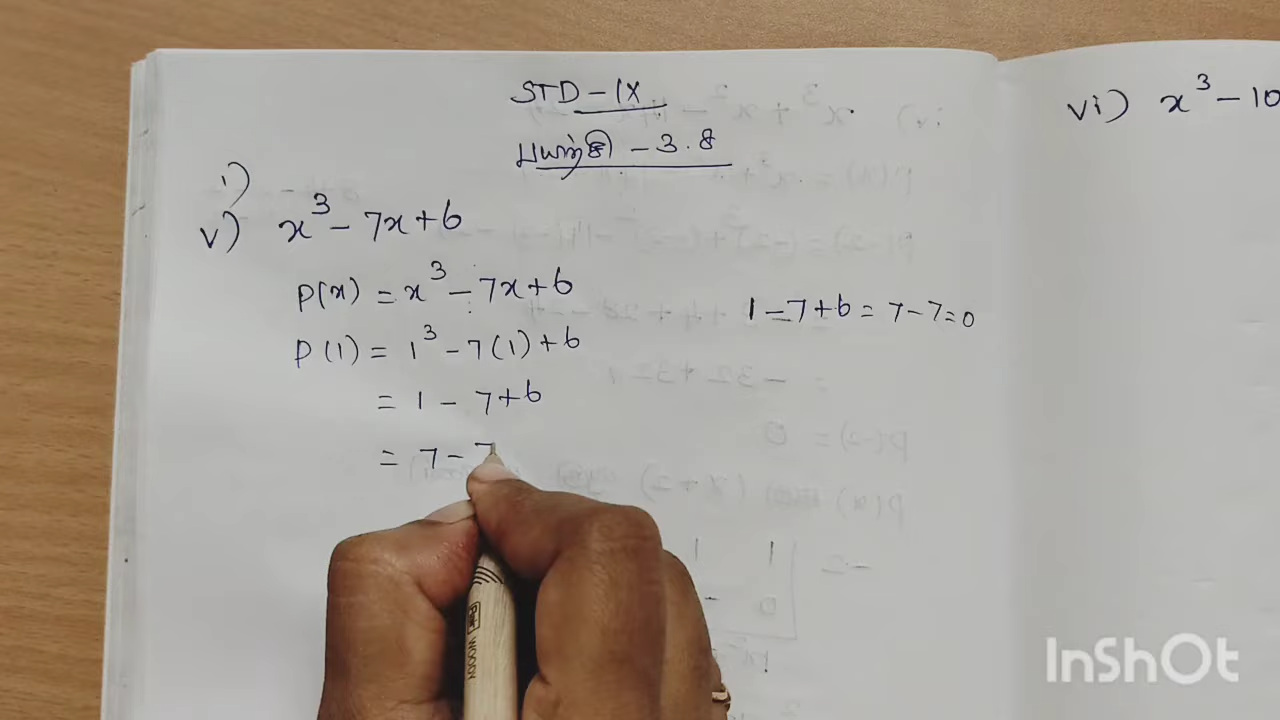 STD - IX
பயிற்சி - 3.8
i)
v) x³ - 7x + 6
P(x) = x³ - 7x + 6
1 - 7 + 6 = 7 - 7 = 0
P(1) = 1³ - 7(1) + 6
= 1 - 7 + 6
= 7 - 7
vi) x³ - 10
InShOt